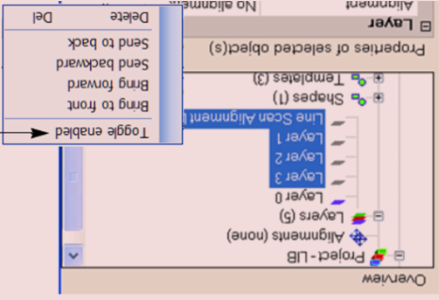 Overview
Project - LIB
Alignments (none)
Layers (5)
Layer 0
Layer 3
Layer 2
Layer 1
Line Scan Alignment
Shapes (1)
Templates (3)
Toggle enabled
Bring to front
Bring forward
Send backward
Send to back
Delete Del
Properties of selected object(s)
Layer
Alignment No alignment